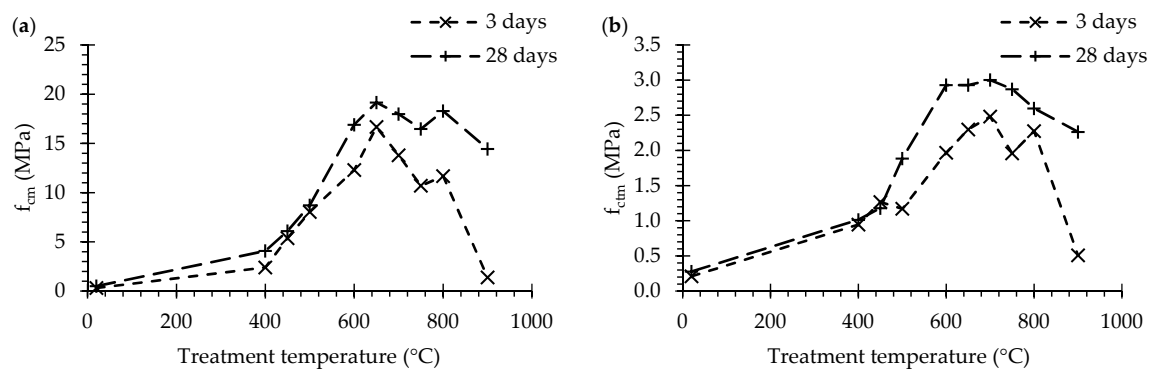 (a)
3 days
28 days
25
20
15
10
5
0
f_cm (MPa)
0 200 400 600 800 1000
Treatment temperature (°C)
(b)
3 days
28 days
3.5
3.0
2.5
2.0
1.5
1.0
0.5
0.0
f_ctm (MPa)
0 200 400 600 800 1000
Treatment temperature (°C)